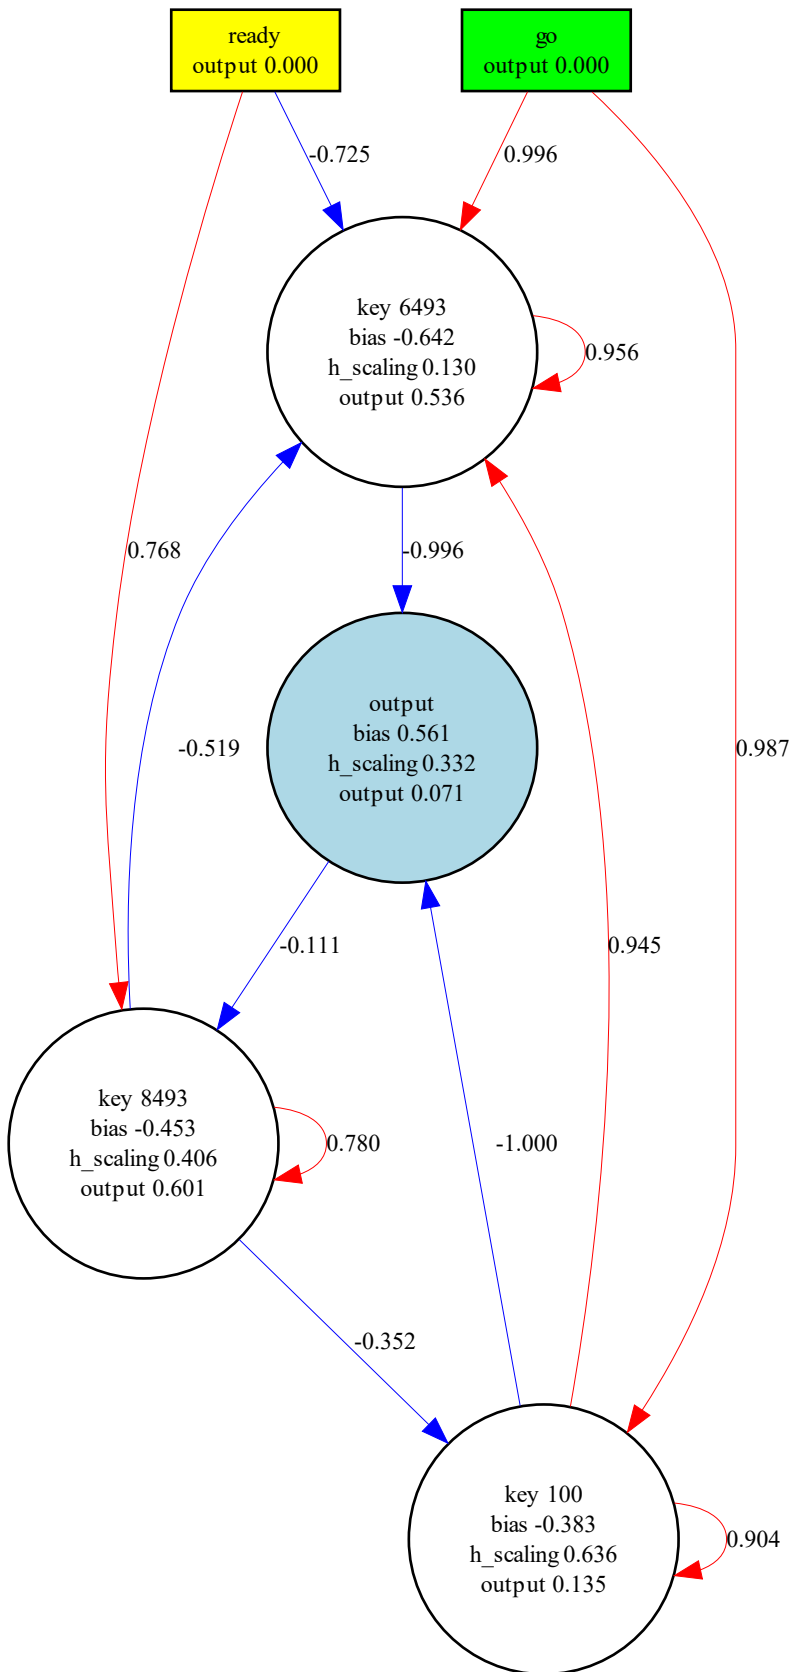 ready
output 0.000
go
output 0.000
-0.725
0.996
key 6493
bias -0.642
h_scaling 0.130
output 0.536
0.956
0.768
-0.996
output
bias 0.561
h_scaling 0.332
output 0.071
-0.519
0.987
-0.111
0.945
key 8493
bias -0.453
h_scaling 0.406
output 0.601
0.780
-1.000
-0.352
key 100
bias -0.383
h_scaling 0.636
output 0.135
0.904